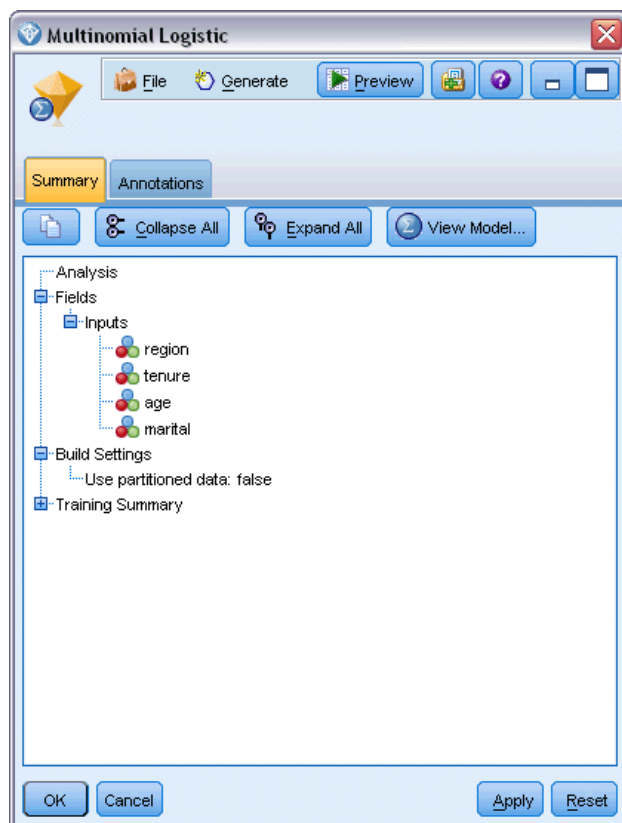 Multinomial Logistic
File Generate Preview
Summary Annotations
Collapse All Expand All View Model...
Analysis
Fields
Inputs
region
tenure
age
marital
Build Settings
Use partitioned data: false
Training Summary
OK Cancel Apply Reset